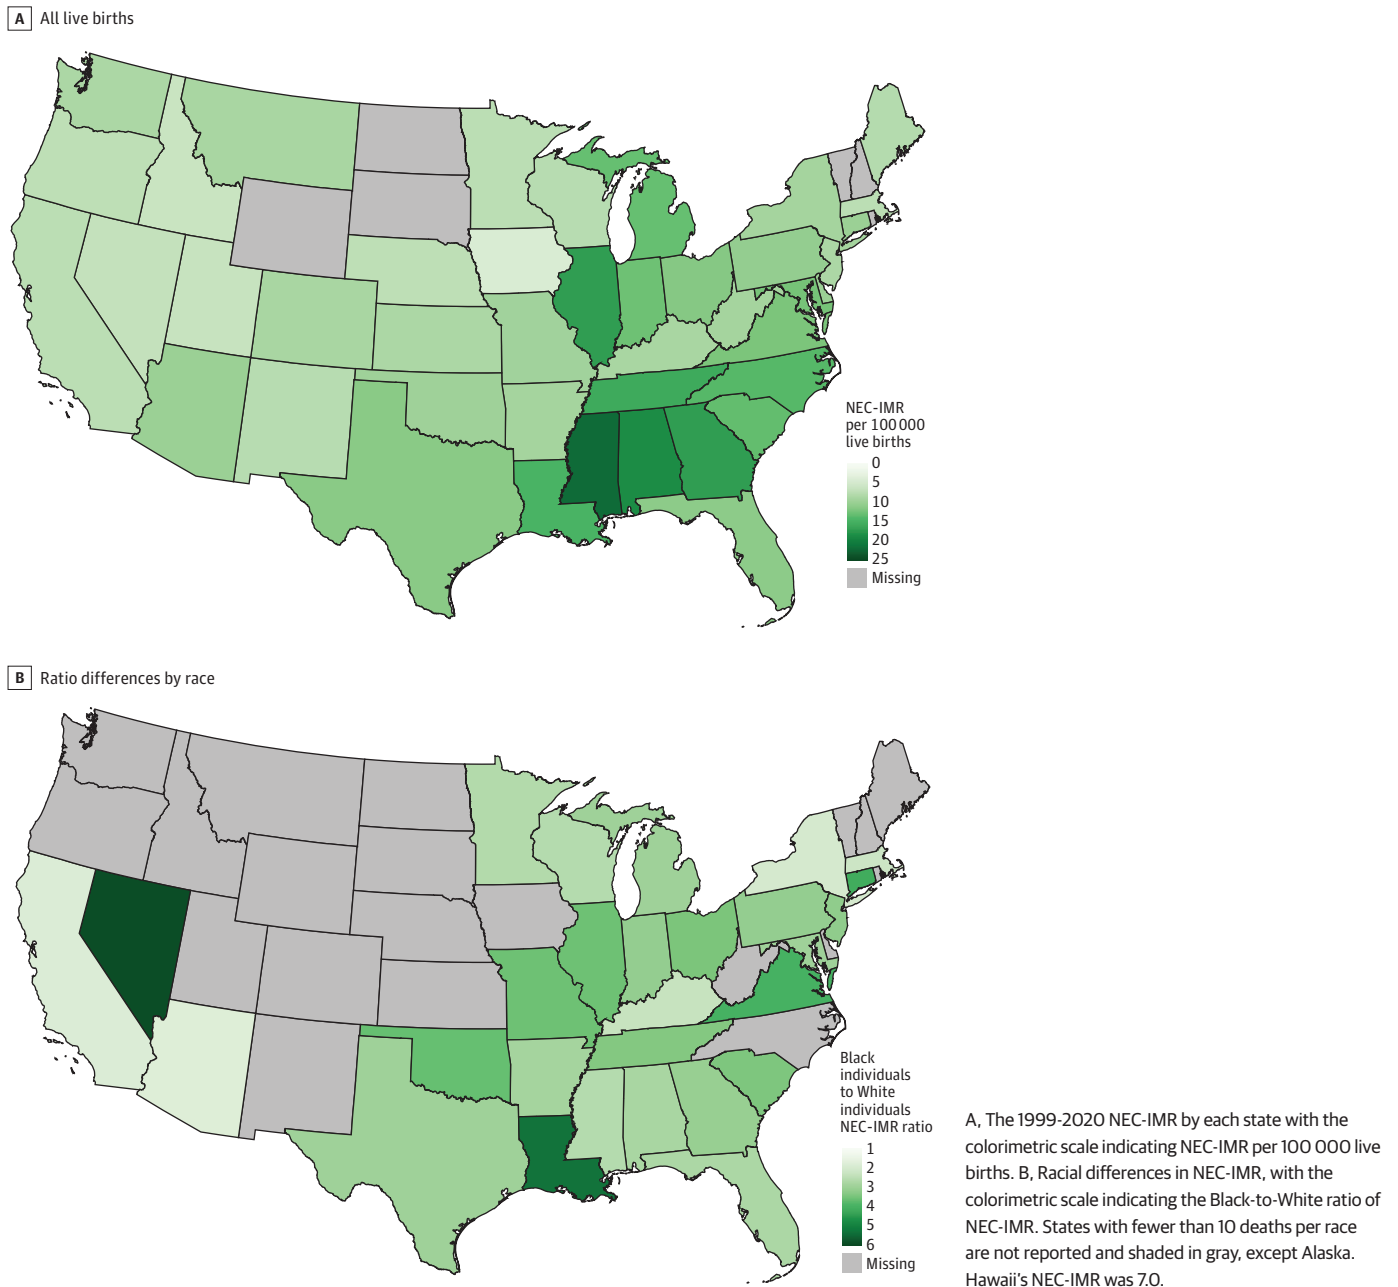 A All live births
NEC-IMR
per 100 000
live births
0
5
10
15
20
25
Missing
B Ratio differences by race
Black
individuals
to White
individuals
NEC-IMR ratio
1
2
3
4
5
6
Missing
A, The 1999-2020 NEC-IMR by each state with the
colorimetric scale indicating NEC-IMR per 100 000 live
births. B, Racial differences in NEC-IMR, with the
colorimetric scale indicating the Black-to-White ratio of
NEC-IMR. States with fewer than 10 deaths per race
are not reported and shaded in gray, except Alaska.
Hawaii's NEC-IMR was 7.0.